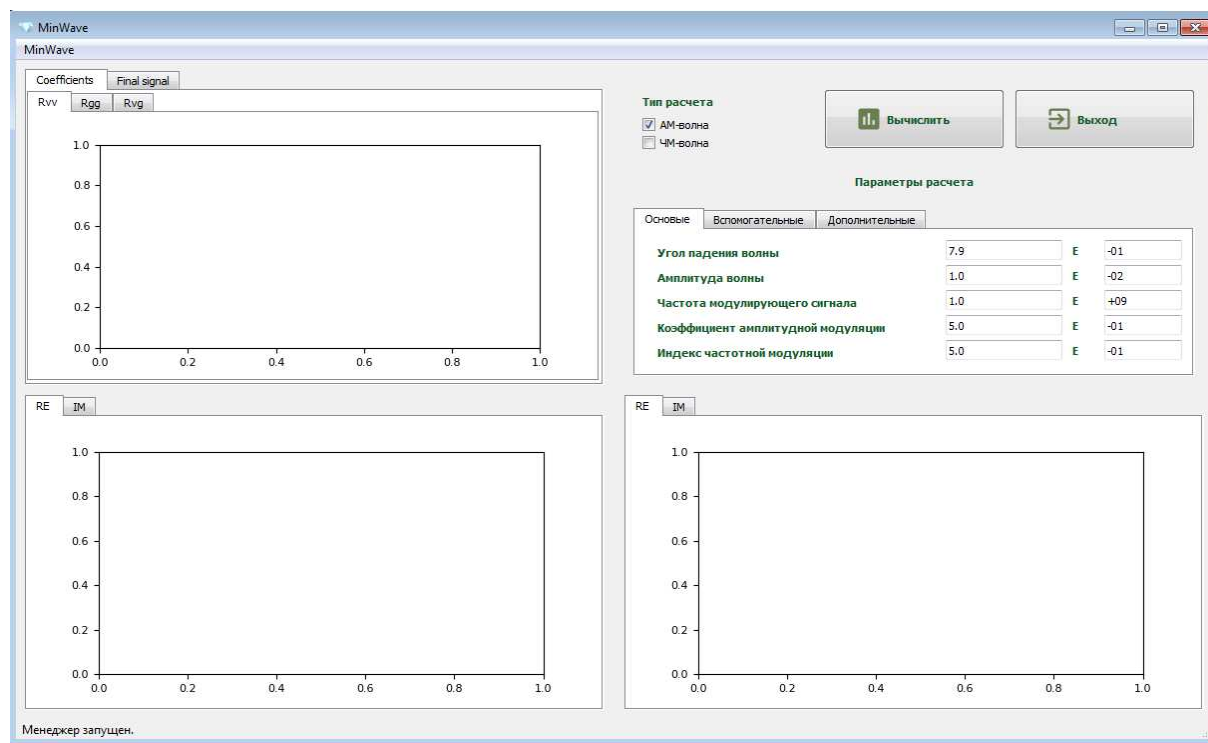 MinWave
MinWave
Coefficients Final signal
Rvv Rgg Rvg
1.0
0.8
0.6
0.4
0.2
0.0
0.0 0.2 0.4 0.6 0.8 1.0
Тип расчета
АМ-волна
ЧМ-волна
Вычислить
Выход
Параметры расчета
Основые Вспомогательные Дополнительные
Угол падения волны 7.9 E -01
Амплитуда волны 1.0 E -02
Частота модулирующего сигнала 1.0 E +09
Коэффициент амплитудной модуляции 5.0 E -01
Индекс частотной модуляции 5.0 E -01
RE IM
1.0
0.8
0.6
0.4
0.2
0.0
0.0 0.2 0.4 0.6 0.8 1.0
RE IM
1.0
0.8
0.6
0.4
0.2
0.0
0.0 0.2 0.4 0.6 0.8 1.0
Менеджер запущен.